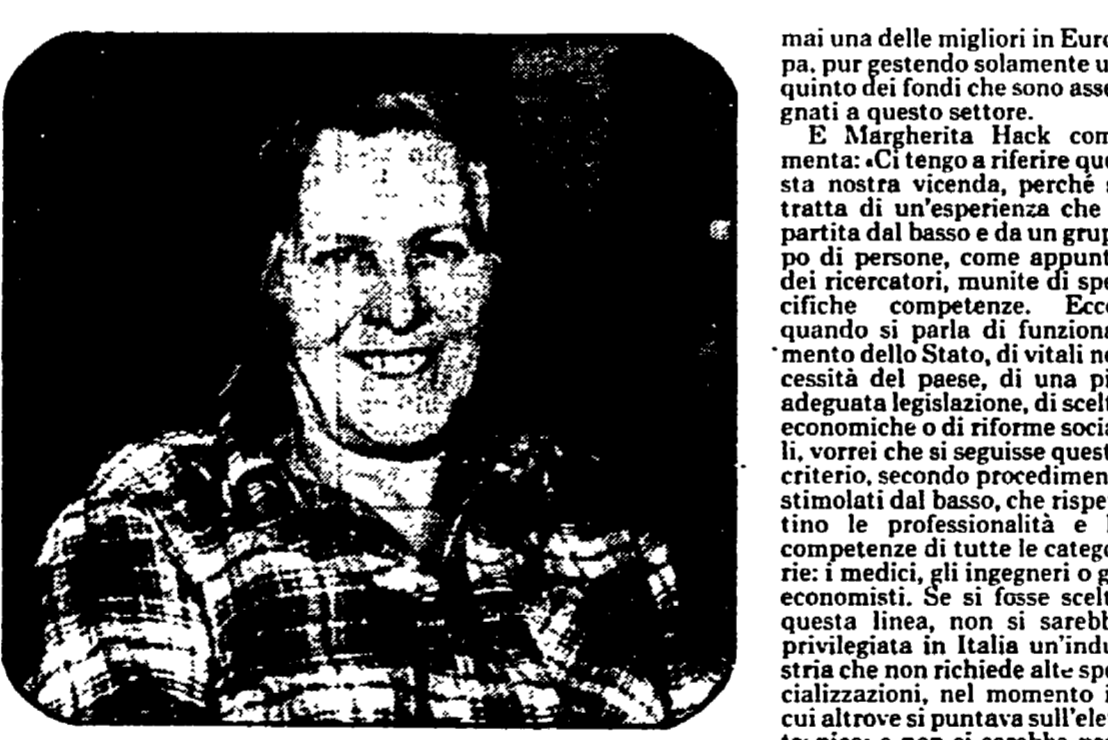 mai una delle migliori in Euro
pa, pur gestendo solamente u
quinto dei fondi che sono asse
gnati a questo settore.
E Margherita Hack com
menta: «Ci tengo a riferire que
sta nostra vicenda, perché s
tratta di un'esperienza che
partita dal basso e da un grup
po di persone, come appunt
dei ricercatori, munite di spe
cifiche competenze. Ecco
quando si parla di funziona
mento dello Stato, di vitali ne
cessità del paese, di una pi
adeguata legislazione, di scelt
economiche o di riforme socia
li, vorrei che si seguisse quest
criterio, secondo procedimen
stimolati dal basso, che rispe
tino le professionalità e l
competenze di tutte le catego
rie: i medici, gli ingegneri o g
economisti. Se si fosse scelt
questa linea, non si sarebb
privilegiata in Italia un'indu
stria che non richiede alte spe
cializzazioni, nel momento i
cui altrove si puntava sull'elet